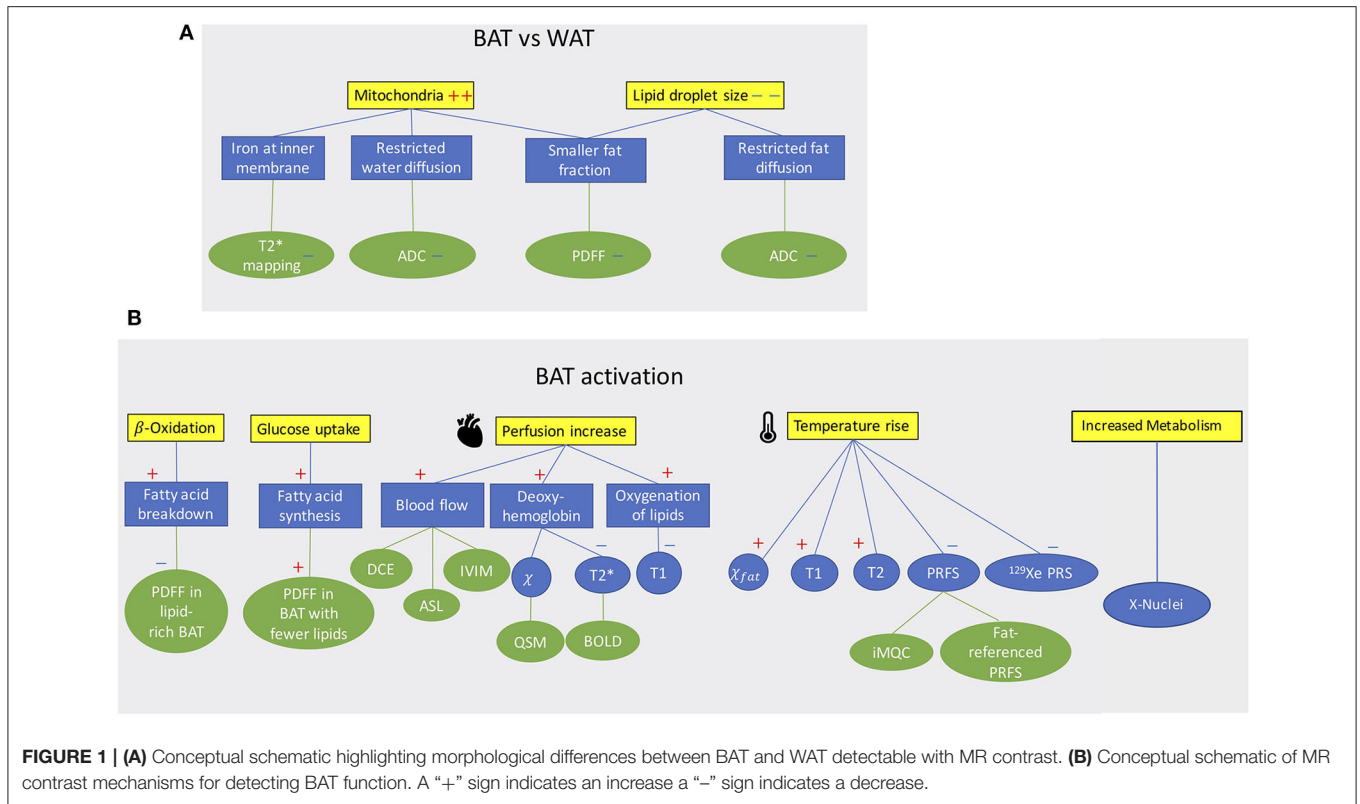 A
BAT vs WAT
Mitochondria ++
Lipid droplet size – –
Iron at inner
membrane
Restricted
water diffusion
Smaller fat
fraction
Restricted fat
diffusion
T2*
mapping –
ADC –
PDFF –
ADC –
B
BAT activation
β-Oxidation
Glucose uptake
Perfusion increase
Temperature rise
Increased Metabolism
+
+
+
+
+
Fatty acid
breakdown
Fatty acid
synthesis
Blood flow
Deoxy-
hemoglobin
Oxygenation
of lipids
–
+
–
–
+
+
+
–
–
PDFF in
lipid-
rich BAT
PDFF in
BAT with
fewer lipids
DCE
ASL
IVIM
χ
T2*
T1
χfat
T1
T2
PRFS
129Xe PRS
X-Nuclei
QSM
BOLD
iMQC
Fat-
referenced
PRFS
FIGURE 1 | (A) Conceptual schematic highlighting morphological differences between BAT and WAT detectable with MR contrast. (B) Conceptual schematic of MR
contrast mechanisms for detecting BAT function. A “+” sign indicates an increase a “–” sign indicates a decrease.